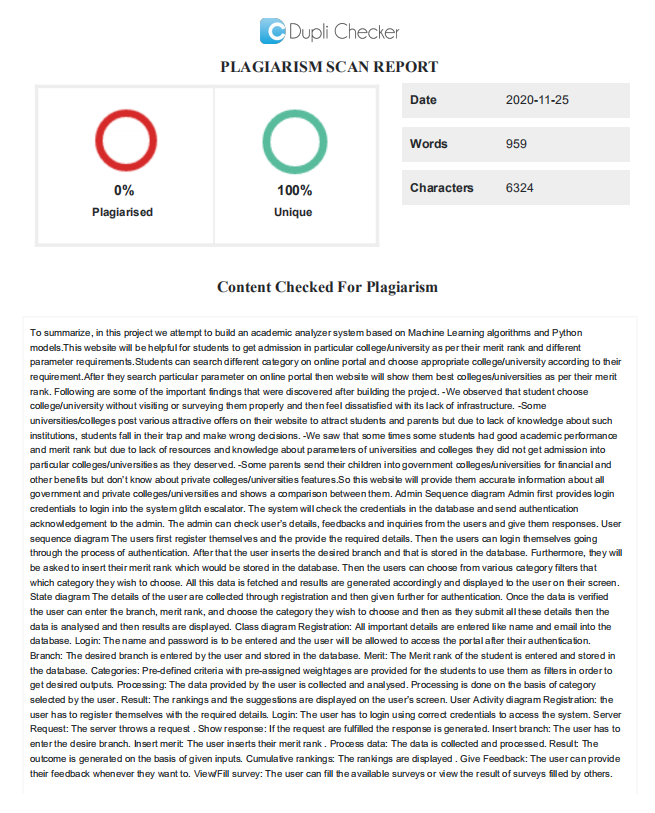 Dupli Checker
PLAGIARISM SCAN REPORT
Date 2020-11-25
Words 959
Characters 6324
0%
Plagiarised
100%
Unique
Content Checked For Plagiarism
To summarize, in this project we attempt to build an academic analyzer system based on Machine Learning algorithms and Python
models.This website will be helpful for students to get admission in particular college/university as per their merit rank and different
parameter requirements.Students can search different category on online portal and choose appropriate college/university according to their
requirement.After they search particular parameter on online portal then website will show them best colleges/universities as per their merit
rank. Following are some of the important findings that were discovered after building the project. -We observed that student choose
college/university without visiting or surveying them properly and then feel dissatisfied with its lack of infrastructure. -Some
universities/colleges post various attractive offers on their website to attract students and parents but due to lack of knowledge about such
institutions, students fall in their trap and make wrong decisions. -We saw that some times some students had good academic performance
and merit rank but due to lack of resources and knowledge about parameters of universities and colleges they did not get admission into
particular colleges/universities as they deserved. -Some parents send their children into government colleges/universities for financial and
other benefits but don't know about private colleges/universities features.So this website will provide them accurate information about all
government and private colleges/universities and shows a comparison between them. Admin Sequence diagram Admin first provides login
credentials to login into the system glitch escalator. The system will check the credentials in the database and send authentication
acknowledgement to the admin. The admin can check user's details, feedbacks and inquiries from the users and give them responses. User
sequence diagram The users first register themselves and the provide the required details. Then the users can login themselves going
through the process of authentication. After that the user inserts the desired branch and that is stored in the database. Furthermore, they will
be asked to insert their merit rank which would be stored in the database. Then the users can choose from various category filters that
which category they wish to choose. All this data is fetched and results are generated accordingly and displayed to the user on their screen.
State diagram The details of the user are collected through registration and then given further for authentication. Once the data is verified
the user can enter the branch, merit rank, and choose the category they wish to choose and then as they submit all these details then the
data is analysed and then results are displayed. Class diagram Registration: All important details are entered like name and email into the
database. Login: The name and password is to be entered and the user will be allowed to access the portal after their authentication.
Branch: The desired branch is entered by the user and stored in the database. Merit: The Merit rank of the student is entered and stored in
the database. Categories: Pre-defined criteria with pre-assigned weightages are provided for the students to use them as filters in order to
get desired outputs. Processing: The data provided by the user is collected and analysed. Processing is done on the basis of category
selected by the user. Result: The rankings and the suggestions are displayed on the user's screen. User Activity diagram Registration: the
user has to register themselves with the required details. Login: The user has to login using correct credentials to access the system. Server
Request: The server throws a request . Show response: If the request are fulfilled the response is generated. Insert branch: The user has to
enter the desire branch. Insert merit: The user inserts their merit rank . Process data: The data is collected and processed. Result: The
outcome is generated on the basis of given inputs. Cumulative rankings: The rankings are displayed . Give Feedback: The user can provide
their feedback whenever they want to. View/Fill survey: The user can fill the available surveys or view the result of surveys filled by others.